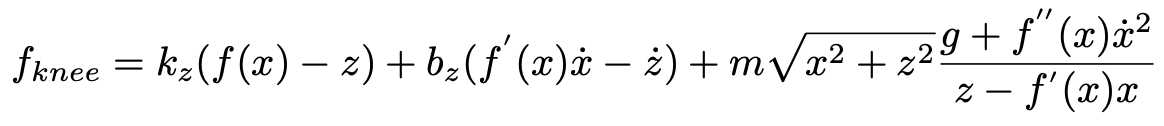 f_{knee} = k_z(f(x) - z) + b_z(f^{'}(x)\dot{x} - \dot{z}) + m\sqrt{x^2 + z^2}\frac{g + f^{''}(x)\dot{x}^2}{z - f'(x)x}